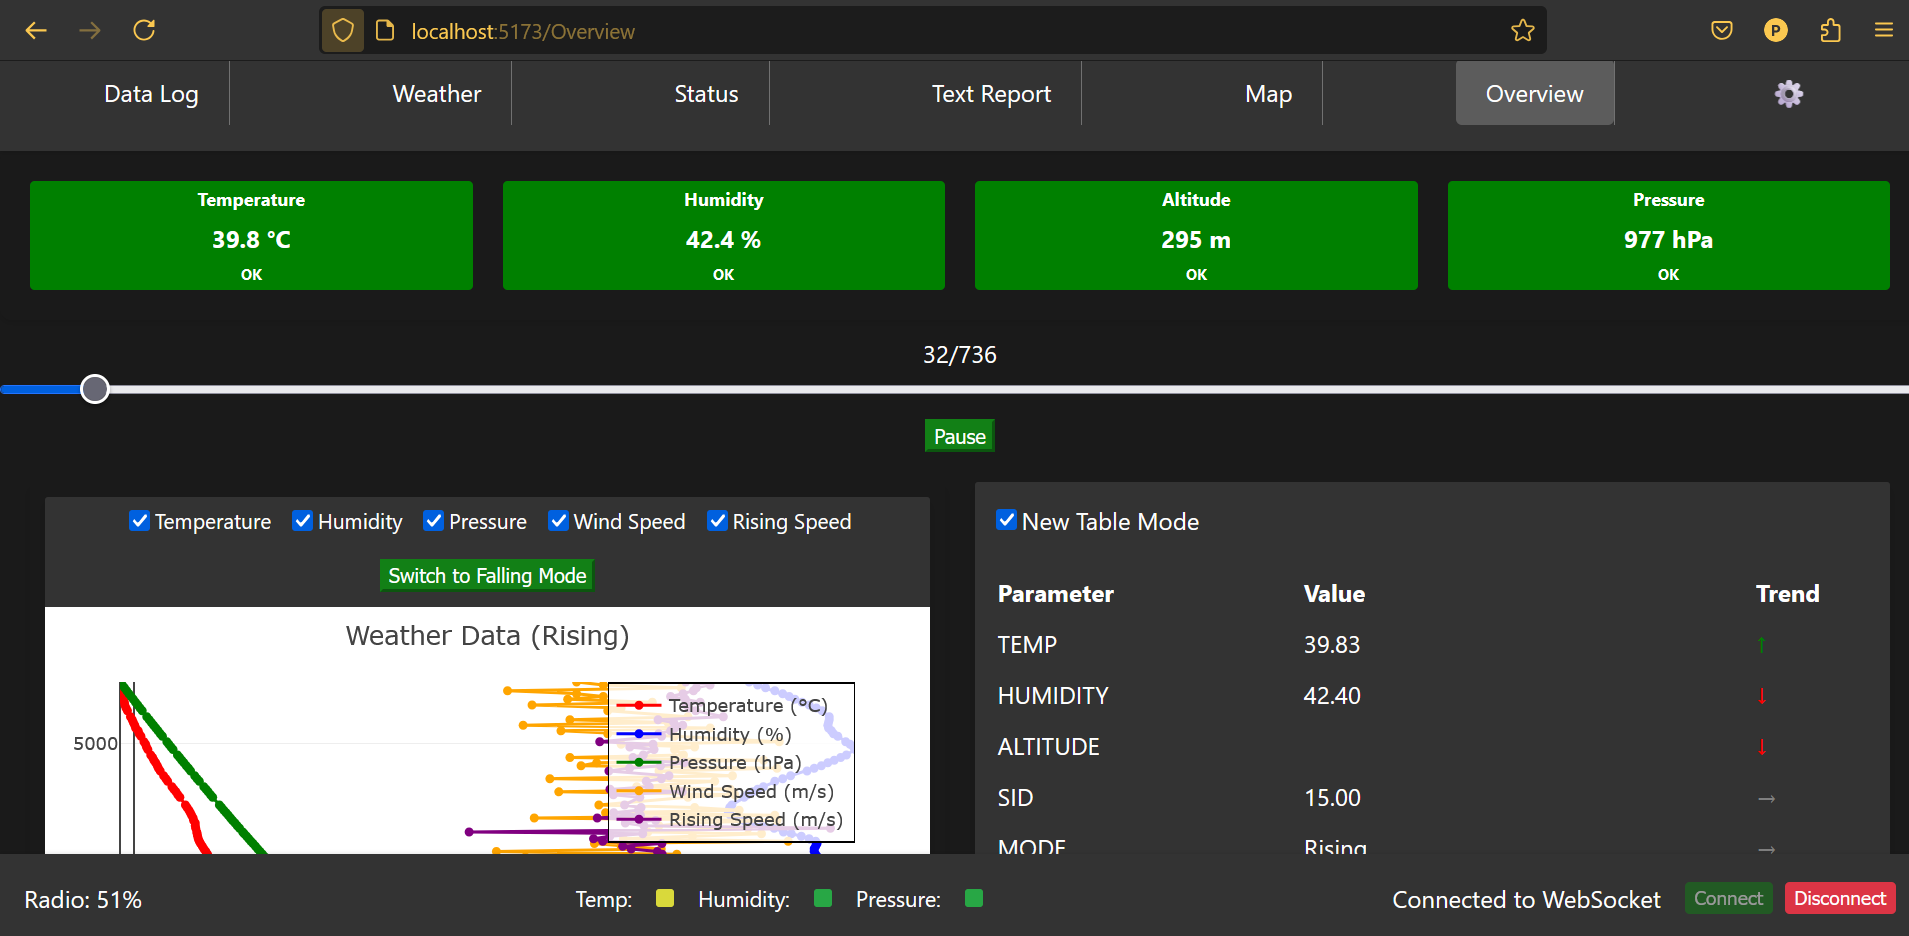 localhost:5173/Overview
P
Data Log Weather Status Text Report Map Overview
Temperature Humidity Altitude Pressure
39.8 °C 42.4 % 295 m 977 hPa
OK OK OK OK
32/736
Pause
Temperature Humidity Pressure Wind Speed Rising Speed
Switch to Falling Mode
Weather Data (Rising)
5000
Temperature (°C)
Humidity (%)
Pressure (hPa)
Wind Speed (m/s)
Rising Speed (m/s)
New Table Mode
Parameter Value Trend
TEMP 39.83 ↑
HUMIDITY 42.40 ↓
ALTITUDE ↓
SID 15.00 →
MODE Rising →
Radio: 51% Temp: Humidity: Pressure: Connected to WebSocket Connect Disconnect